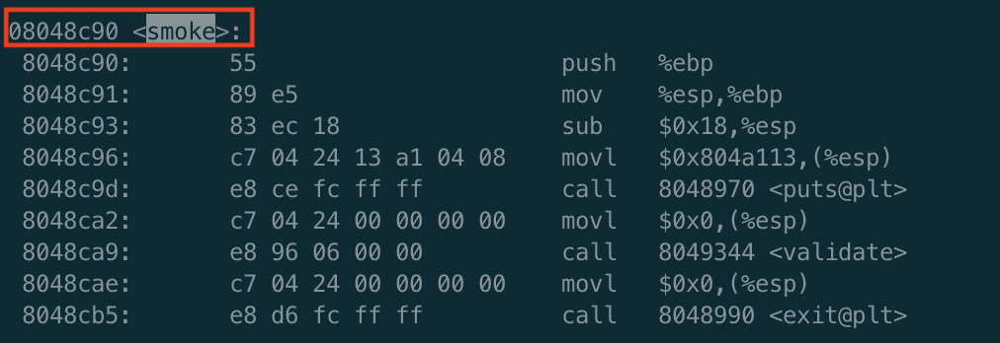 08048c90 <smoke>:
8048c90: 55 push %ebp
8048c91: 89 e5 mov %esp,%ebp
8048c93: 83 ec 18 sub $0x18,%esp
8048c96: c7 04 24 13 a1 04 08 movl $0x804a113,(%esp)
8048c9d: e8 ce fc ff ff call 8048970 <puts@plt>
8048ca2: c7 04 24 00 00 00 00 movl $0x0,(%esp)
8048ca9: e8 96 06 00 00 call 8049344 <validate>
8048cae: c7 04 24 00 00 00 00 movl $0x0,(%esp)
8048cb5: e8 d6 fc ff ff call 8048990 <exit@plt>